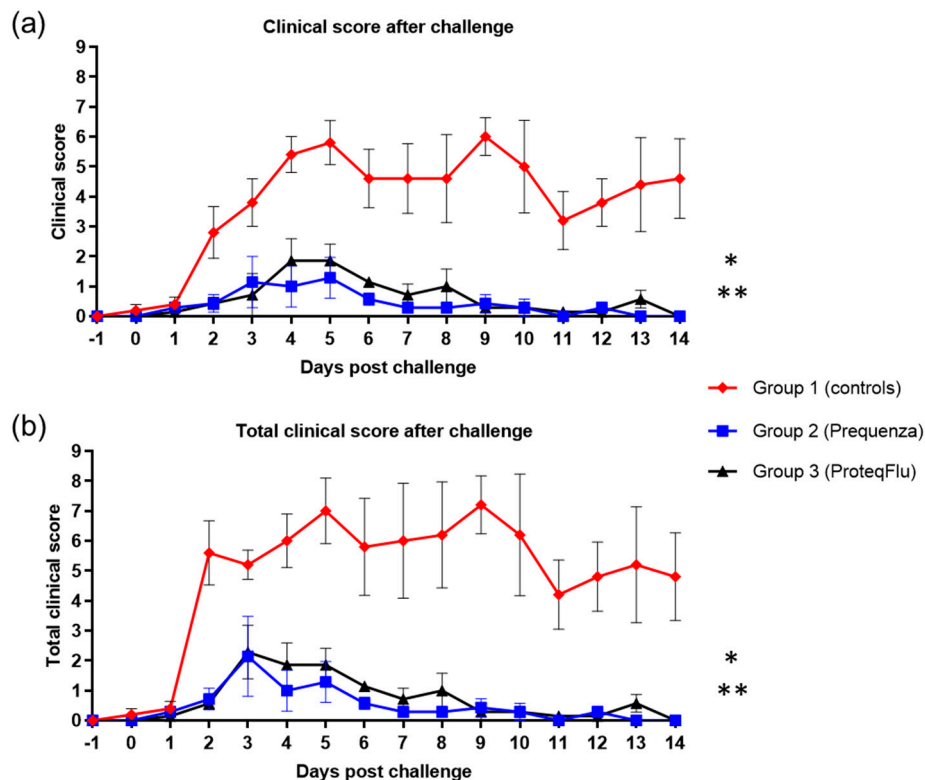 (a)
Clinical score after challenge
Clinical score
9
8
7
6
5
4
3
2
1
0
-1 0 1 2 3 4 5 6 7 8 9 10 11 12 13 14
Days post challenge
*
**
Group 1 (controls)
Group 2 (Prequenza)
Group 3 (ProteqFlu)
(b)
Total clinical score after challenge
Total clinical score
9
8
7
6
5
4
3
2
1
0
-1 0 1 2 3 4 5 6 7 8 9 10 11 12 13 14
Days post challenge
*
**